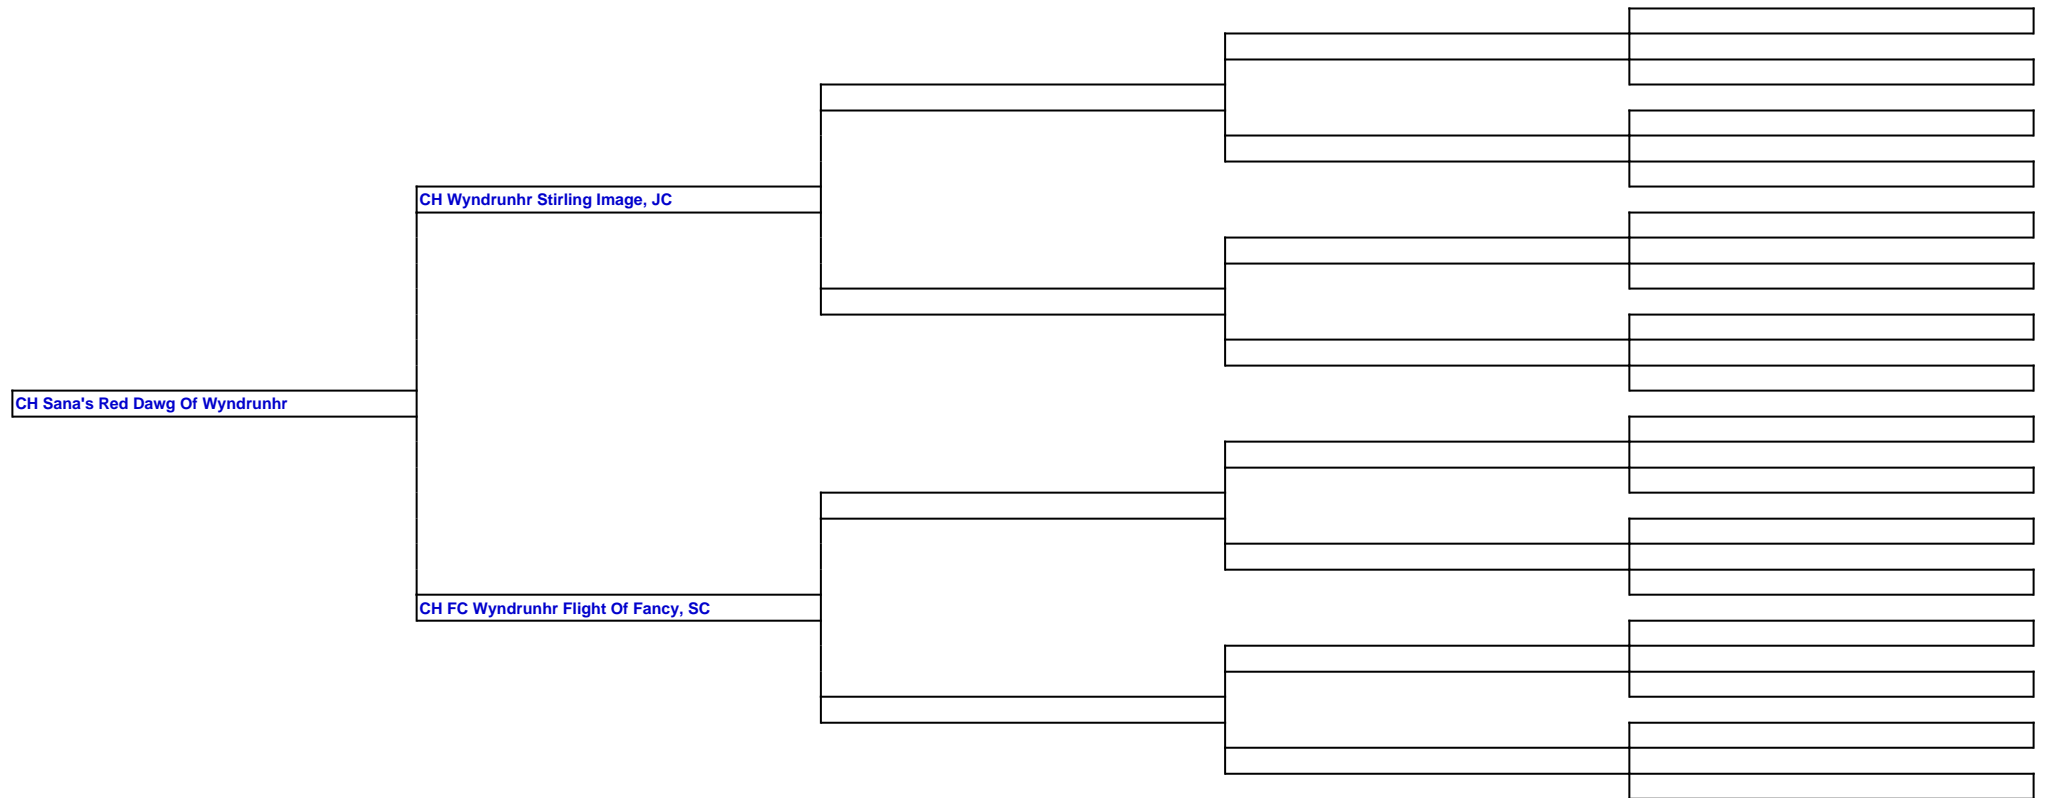 CH Wyndrunhr Stirling Image, JC
CH Sana's Red Dawg Of Wyndrunhr
CH FC Wyndrunhr Flight Of Fancy, SC